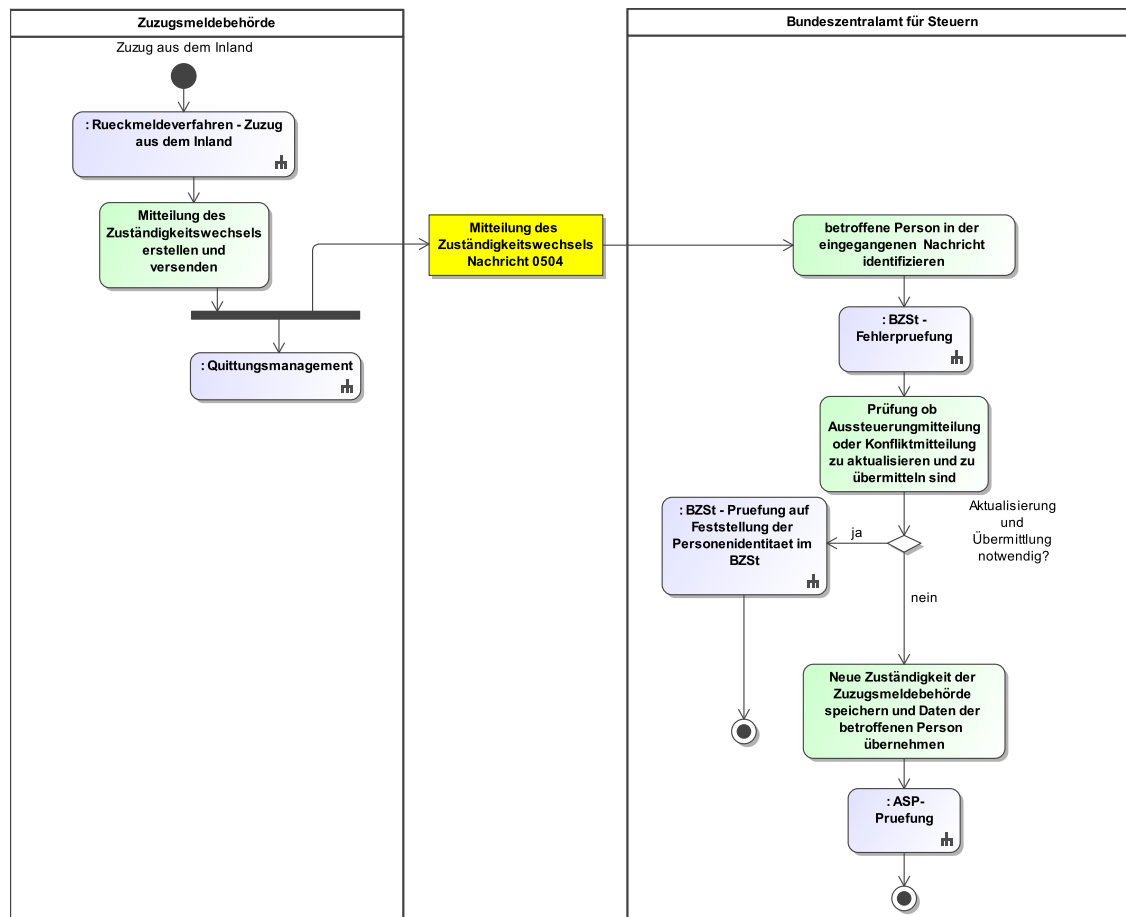 Zuzugsmeldebehörde
Zuzug aus dem Inland
: Rueckmeldeverfahren - Zuzug
aus dem Inland
Mitteilung des
Zuständigkeitswechsels
erstellen und
versenden
: Quittungsmanagement
Mitteilung des
Zuständigkeitswechsels
Nachricht 0504
Bundeszentralamt für Steuern
betroffene Person in der
eingegangenen Nachricht
identifizieren
: BZSt -
Fehlerpruefung
Prüfung ob
Aussteuerungmitteilung
oder Konfliktmitteilung
zu aktualisieren und zu
übermitteln sind
Aktualisierung
und
Übermittlung
notwendig?
ja
: BZSt - Pruefung auf
Feststellung der
Personenidentitaet im
BZSt
nein
Neue Zuständigkeit der
Zuzugsmeldebehörde
speichern und Daten der
betroffenen Person
übernehmen
: ASP-
Pruefung